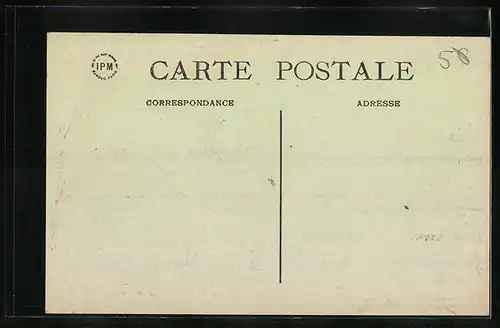 IPM
CARTE POSTALE
58
CORRESPONDANCE
ADRESSE